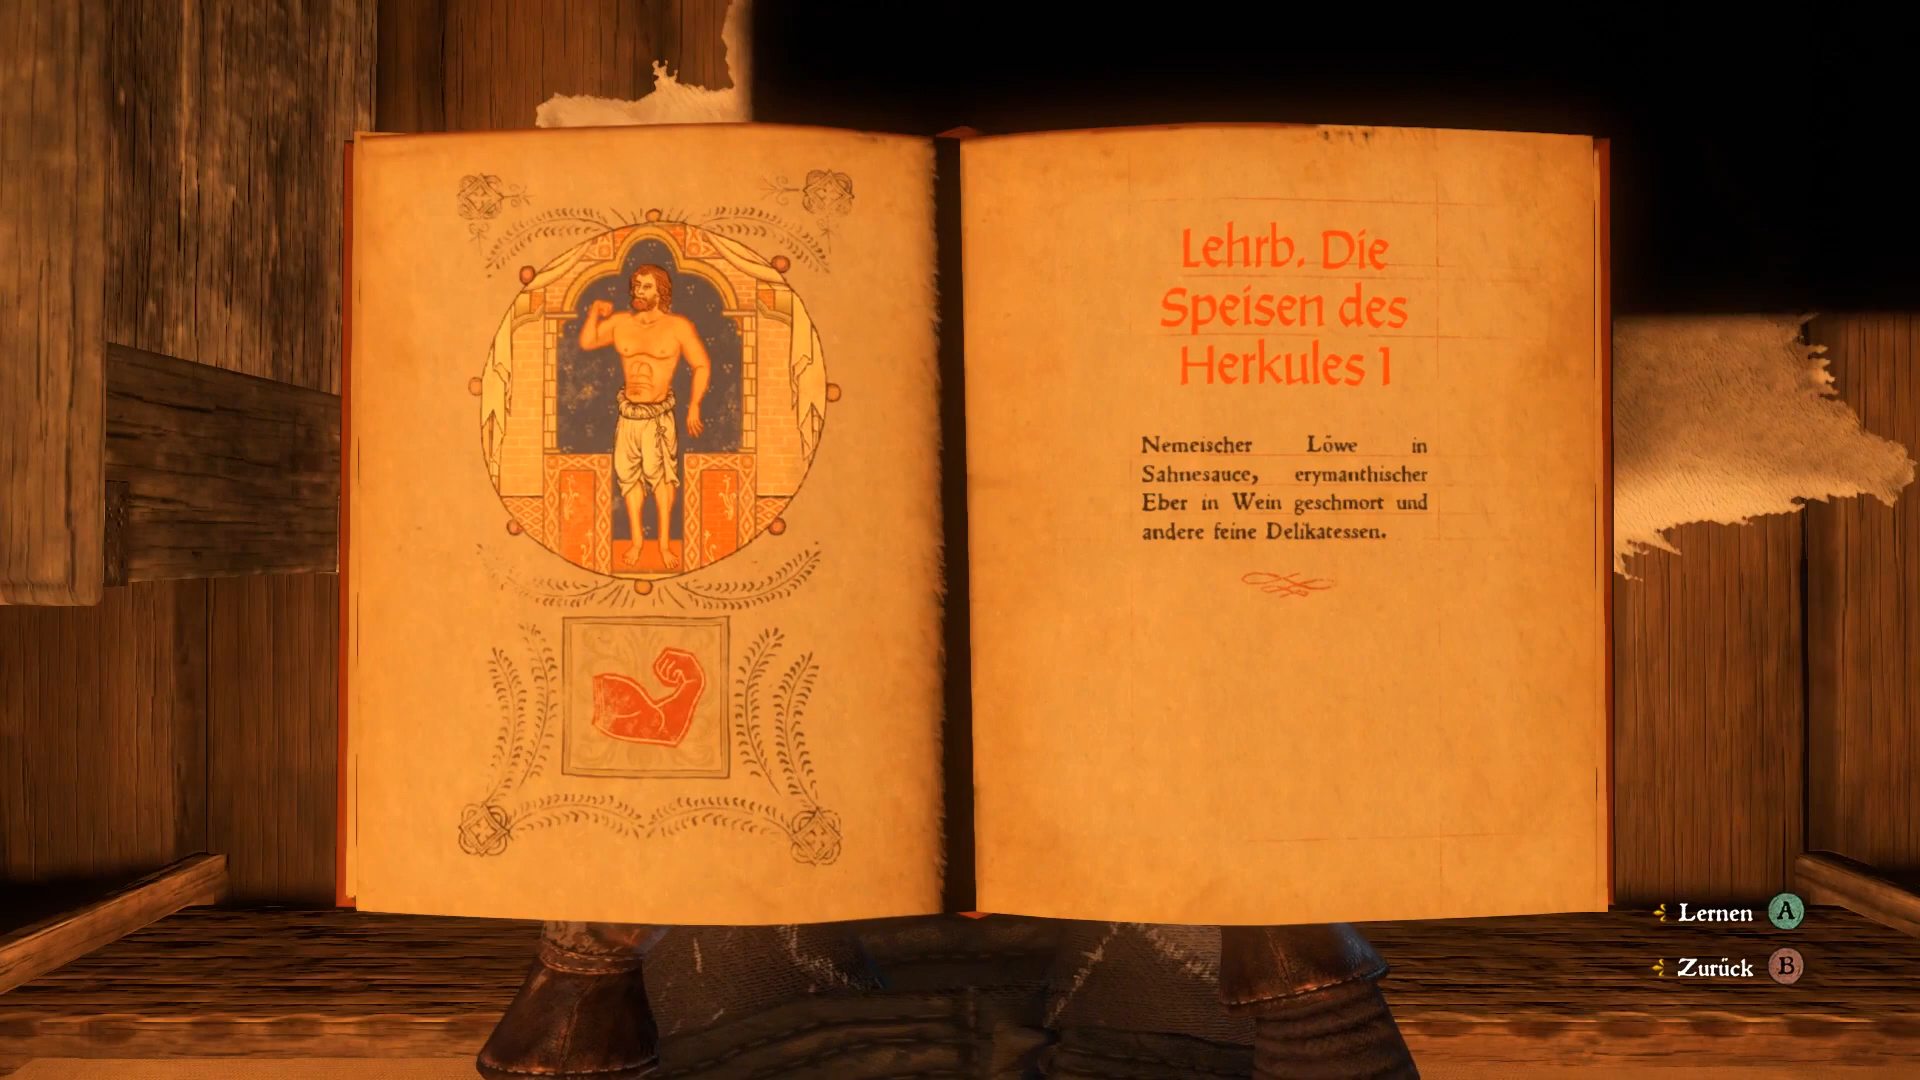 Lehrb. Die
Speisen des
Herkules 1
Nemeischer Löwe in
Sahnesauce, erymanthischer
Eber in Wein geschmort und
andere feine Delikatessen.
Lernen A
Zurück B